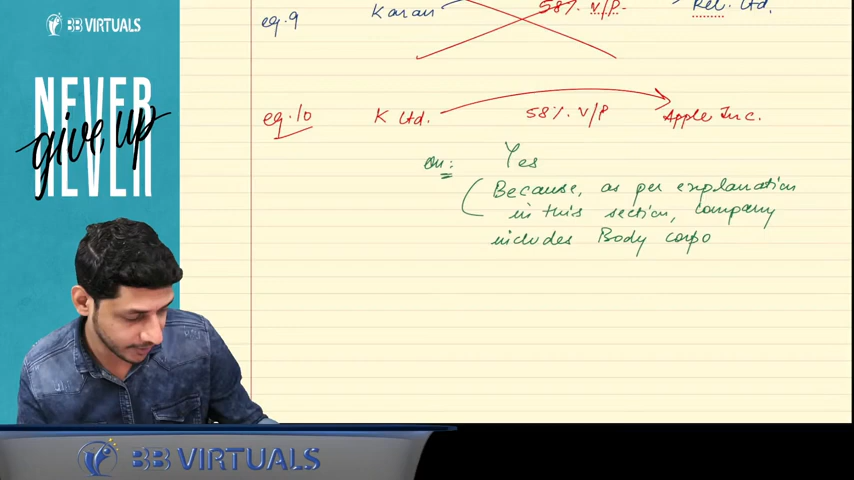 BB VIRTUALS
NEVER
give up
NEVER
eg.9
Karan
58% V/P.
Rel. Ltd.
eg.10
K Ltd.
58%. V/P
Apple Inc.
Yes
Because, as per explanation
in this section, company
includes Body corpo
BB VIRTUALS